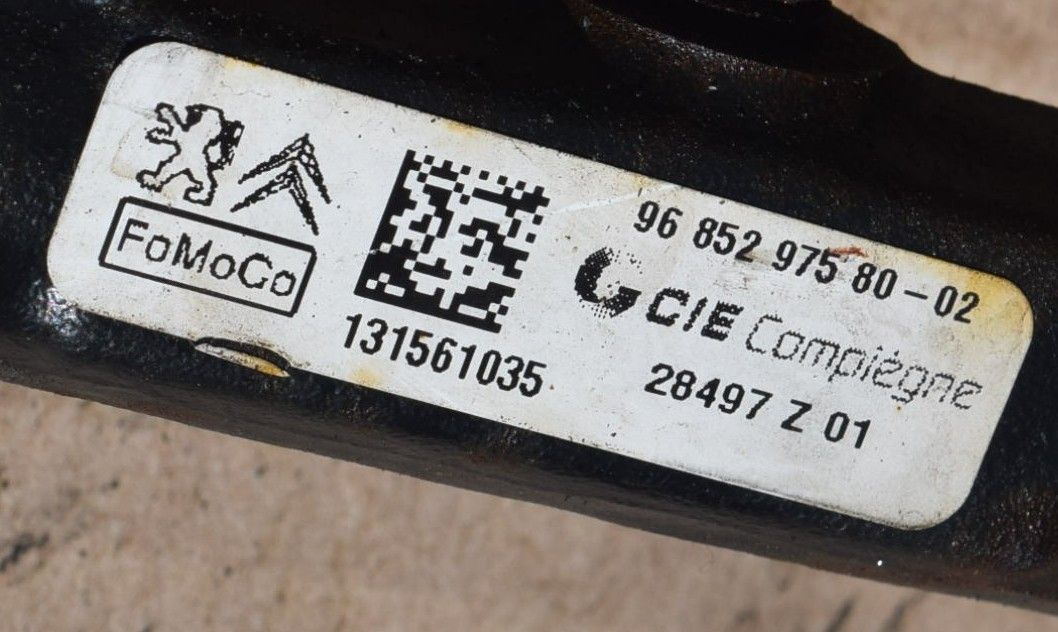 FoMoCo
131561035
96 852 975 80-02
CIE Compiègne
28497 Z 01